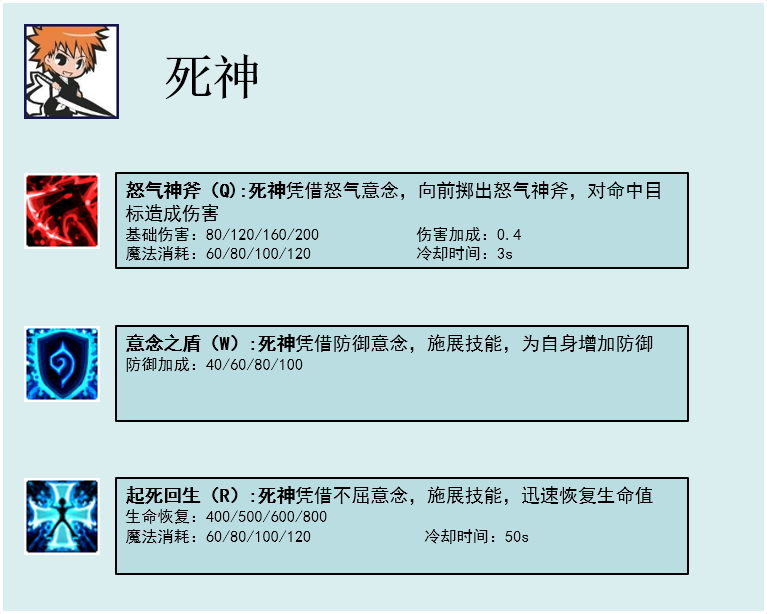 死神
怒气神斧（Q）:死神凭借怒气意念，向前掷出怒气神斧，对命中目
标造成伤害
基础伤害：80/120/160/200 伤害加成：0.4
魔法消耗：60/80/100/120 冷却时间：3s
意念之盾（W）:死神凭借防御意念，施展技能，为自身增加防御
防御加成：40/60/80/100
起死回生（R）:死神凭借不屈意念，施展技能，迅速恢复生命值
生命恢复：400/500/600/800
魔法消耗：60/80/100/120 冷却时间：50s